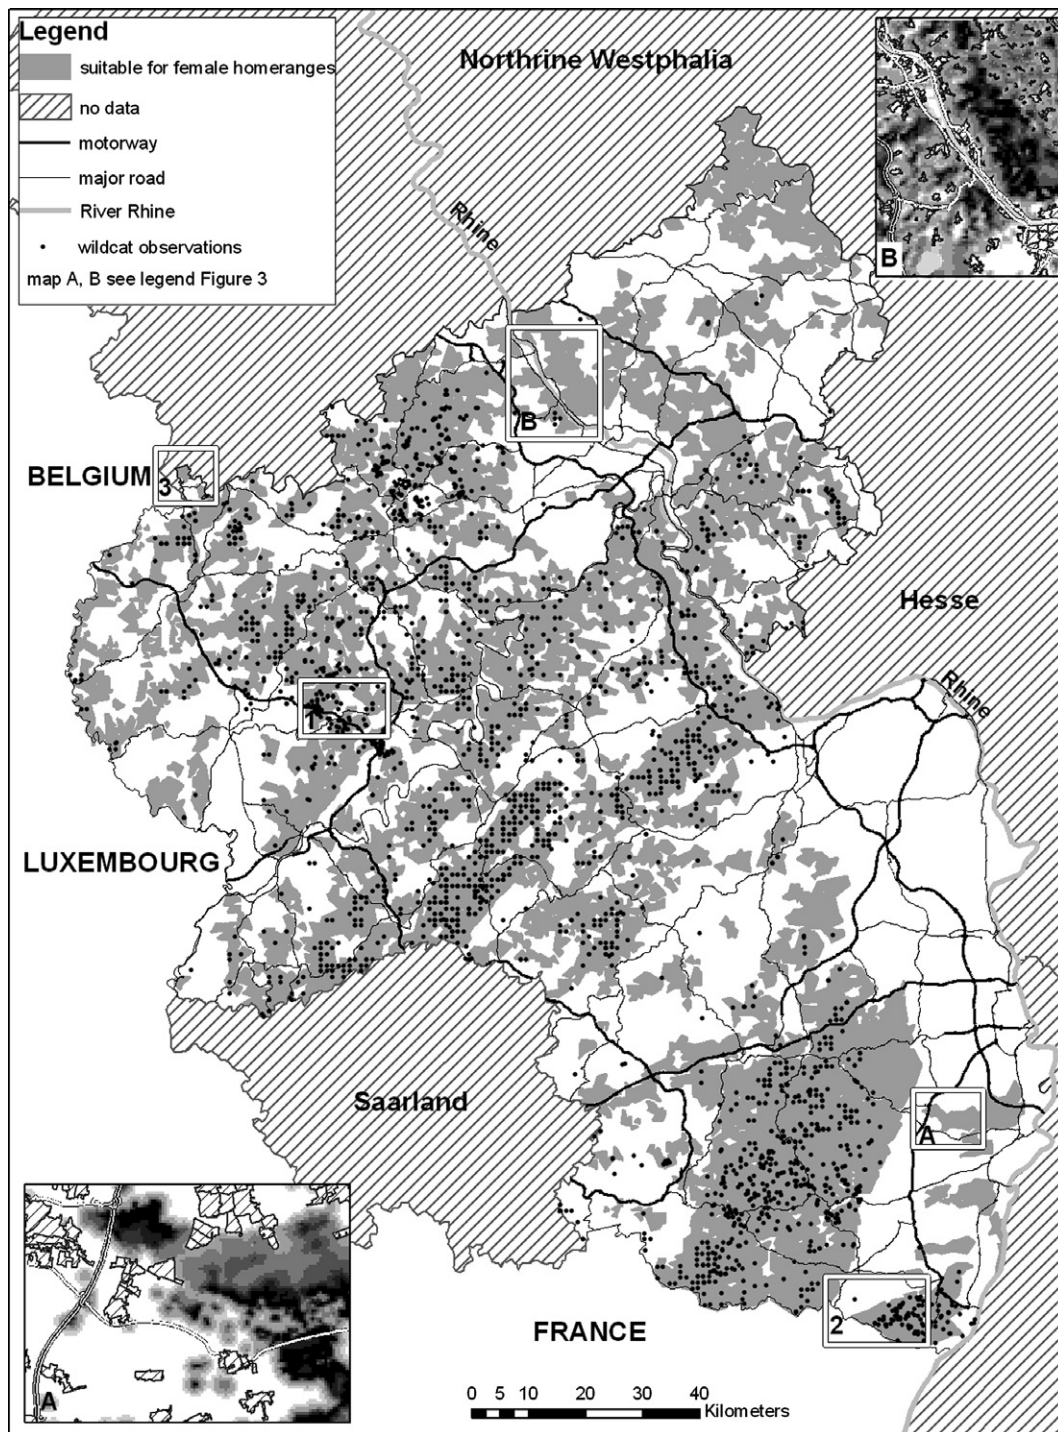 Legend
suitable for female homeranges
no data
motorway
major road
River Rhine
wildcat observations
map A, B see legend Figure 3
Northrine Westphalia
B
Rhine
B
BELGIUM
3
Hesse
Rhine
1
LUXEMBOURG
Saarland
A
2
FRANCE
A
0 5 10 20 30 40
Kilometers